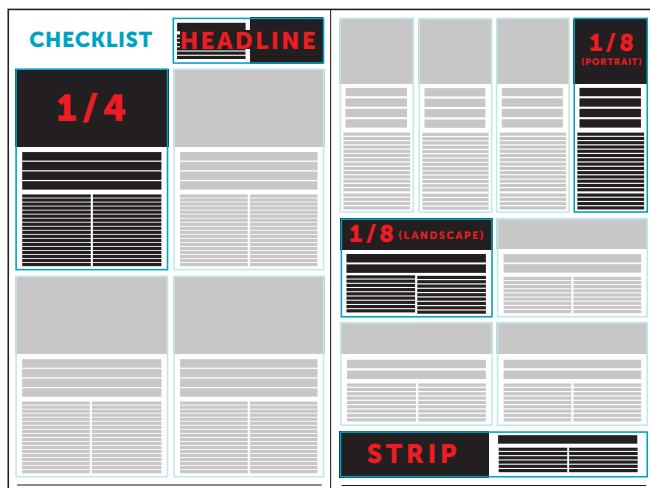 CHECKLIST
HEADLINE
1/4
1/8
(PORTRAIT)
1/8 (LANDSCAPE)
STRIP